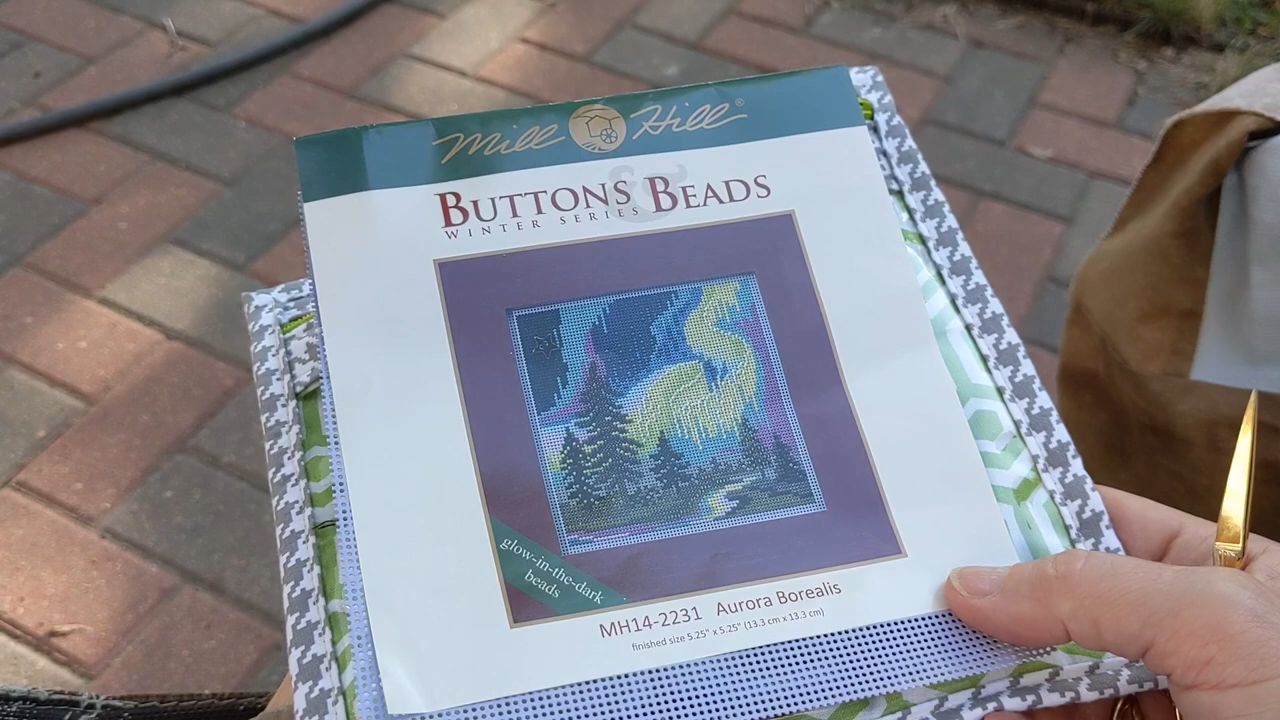 Mill Hill®
BUTTONS & BEADS
WINTER SERIES
glow-in-the-dark
beads
MH14-2231 Aurora Borealis
finished size 5.25" x 5.25" (13.3 cm x 13.3 cm)